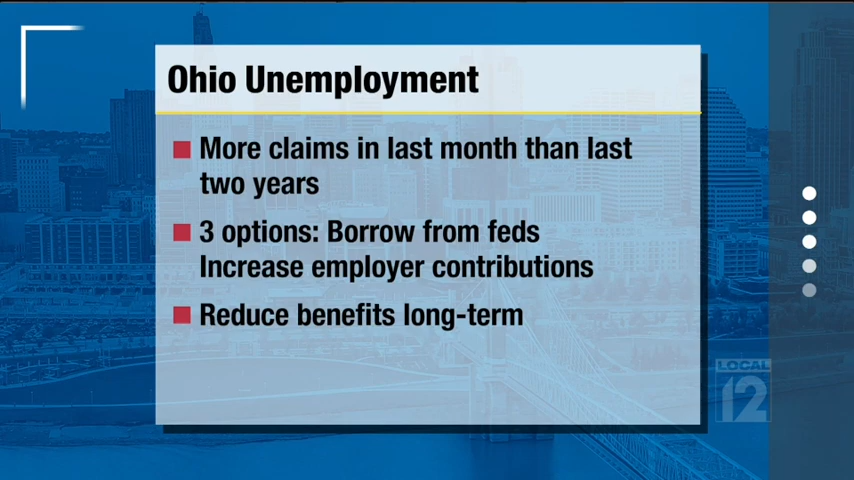 Ohio Unemployment
More claims in last month than last
two years
3 options: Borrow from feds
Increase employer contributions
Reduce benefits long-term
LOCAL
12